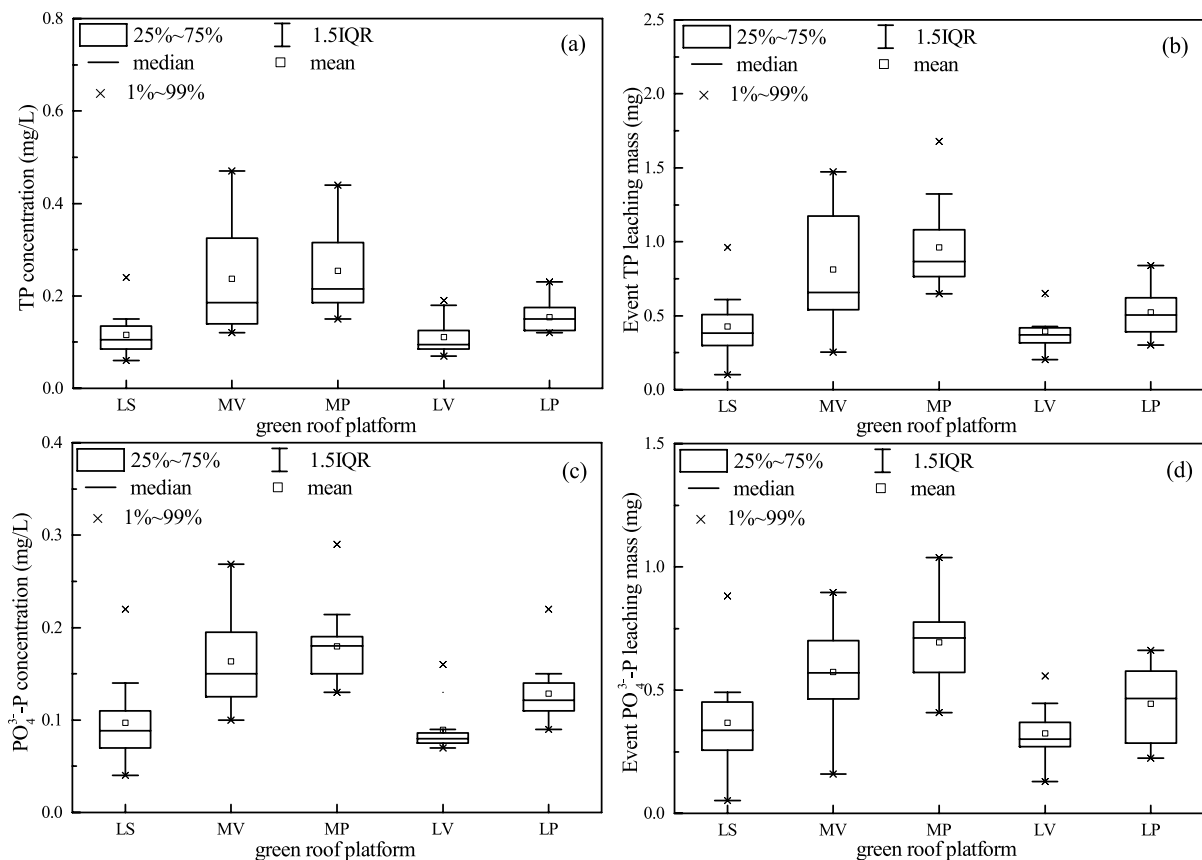 25%~75%
1.5IQR
(a)
median
mean
1%~99%
TP concentration (mg/L)
0.8
0.6
0.4
0.2
0.0
LS MV MP LV LP
green roof platform
25%~75%
1.5IQR
(b)
median
mean
1%~99%
Event TP leaching mass (mg)
2.5
2.0
1.5
1.0
0.5
0.0
LS MV MP LV LP
green roof platform
25%~75%
1.5IQR
(c)
median
mean
1%~99%
PO₄³⁻-P concentration (mg/L)
0.4
0.3
0.2
0.1
0.0
LS MV MP LV LP
green roof platform
25%~75%
1.5IQR
(d)
median
mean
1%~99%
Event PO₄³⁻-P leaching mass (mg)
1.5
1.0
0.5
0.0
LS MV MP LV LP
green roof platform